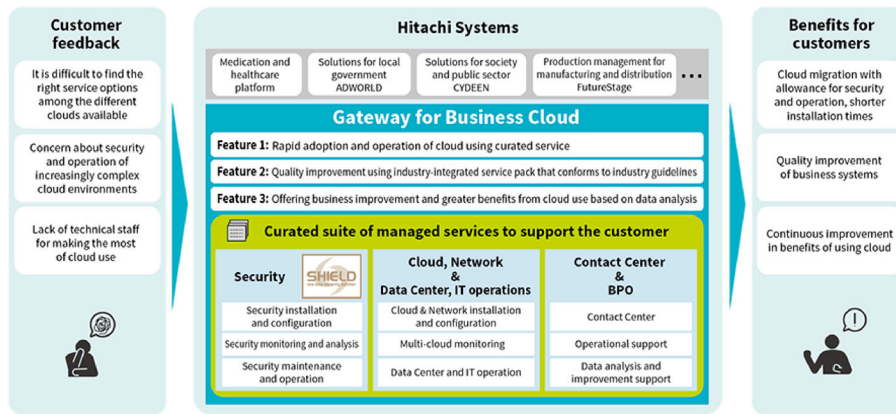 Customer
feedback
It is difficult to find the
right service options
among the different
clouds available
Concern about security
and operation of
increasingly complex
cloud environments
Lack of technical staff
for making the most
of cloud use
Hitachi Systems
Medication and
healthcare
platform
Solutions for local
government
ADWORLD
Solutions for society
and public sector
CYDEEN
Production management for
manufacturing and distribution
FutureStage
•••
Gateway for Business Cloud
Feature 1: Rapid adoption and operation of cloud using curated service
Feature 2: Quality improvement using industry-integrated service pack that conforms to industry guidelines
Feature 3: Offering business improvement and greater benefits from cloud use based on data analysis
Curated suite of managed services to support the customer
Security
SHIELD
Security installation
and configuration
Security monitoring and analysis
Security maintenance
and operation
Cloud, Network
&
Data Center, IT operations
Cloud & Network installation
and configuration
Multi-cloud monitoring
Data Center and IT operation
Contact Center
&
BPO
Contact Center
Operational support
Data analysis and
improvement support
Benefits for
customers
Cloud migration with
allowance for security
and operation, shorter
installation times
Quality improvement
of business systems
Continuous improvement
in benefits of using cloud
!